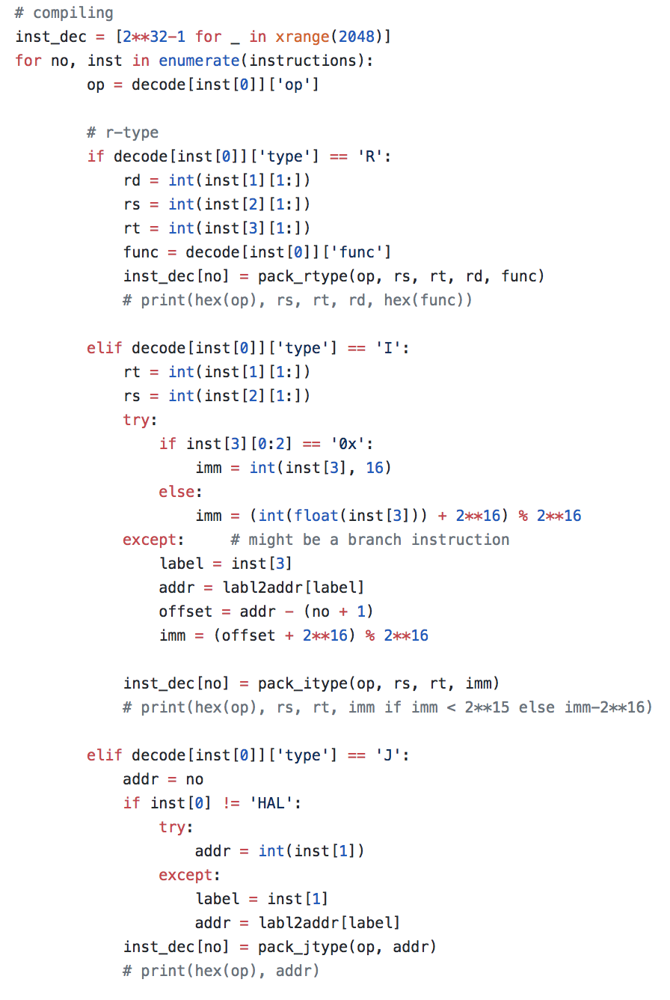 # compiling
inst_dec = [2**32-1 for _ in xrange(2048)]
for no, inst in enumerate(instructions):
        op = decode[inst[0]]['op']

        # r-type
        if decode[inst[0]]['type'] == 'R':
            rd = int(inst[1][1:])
            rs = int(inst[2][1:])
            rt = int(inst[3][1:])
            func = decode[inst[0]]['func']
            inst_dec[no] = pack_rtype(op, rs, rt, rd, func)
            # print(hex(op), rs, rt, rd, hex(func))

        elif decode[inst[0]]['type'] == 'I':
            rt = int(inst[1][1:])
            rs = int(inst[2][1:])
            try:
                if inst[3][0:2] == '0x':
                    imm = int(inst[3], 16)
                else:
                    imm = (int(float(inst[3])) + 2**16) % 2**16
            except:     # might be a branch instruction
                label = inst[3]
                addr = labl2addr[label]
                offset = addr - (no + 1)
                imm = (offset + 2**16) % 2**16

            inst_dec[no] = pack_itype(op, rs, rt, imm)
            # print(hex(op), rs, rt, imm if imm < 2**15 else imm-2**16)

        elif decode[inst[0]]['type'] == 'J':
            addr = no
            if inst[0] != 'HAL':
                try:
                    addr = int(inst[1])
                except:
                    label = inst[1]
                    addr = labl2addr[label]
            inst_dec[no] = pack_jtype(op, addr)
            # print(hex(op), addr)